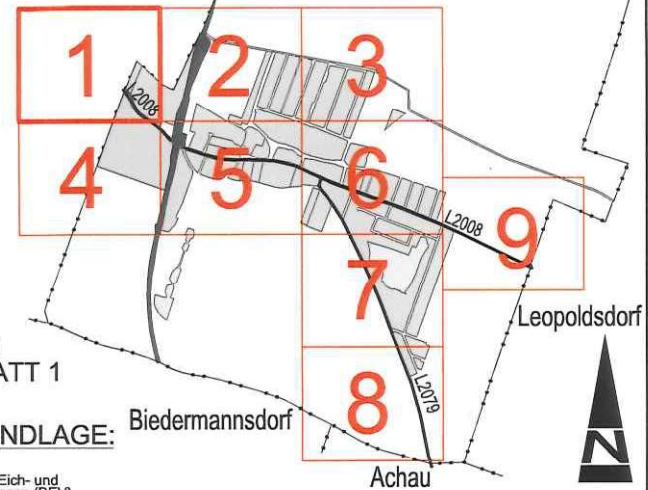 1
2
3
L2008
4
5
6
L2008
9
7
Leopoldsdorf
ATT 1
L2079
NDLAGE:
Biedermannsdorf
8
N
Eich- und
Achau